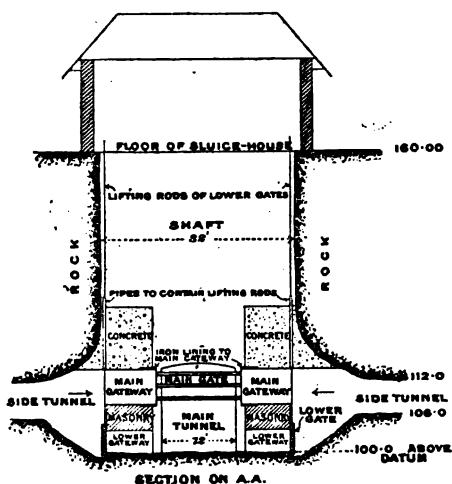 FLOOR OF SLUICE-HOUSE
160·00
LIFTING RODS OF LOWER GATES
SHAFT
ROCK
ROCK
PIPES TO CONTAIN LIFTING RODS
CONCRETE
CONCRETE
IRON LINING TO
MAIN GATEWAY
MAIN GATE
MAIN
GATEWAY
MAIN
GATEWAY
112·0
SIDE TUNNEL
SIDE TUNNEL
106·0
MASONRY
MASONRY
MAIN
TUNNEL
LOWER
GATE
LOWER
GATEWAY
LOWER
GATEWAY
100·0 ABOVE
DATUM
SECTION ON A.A.